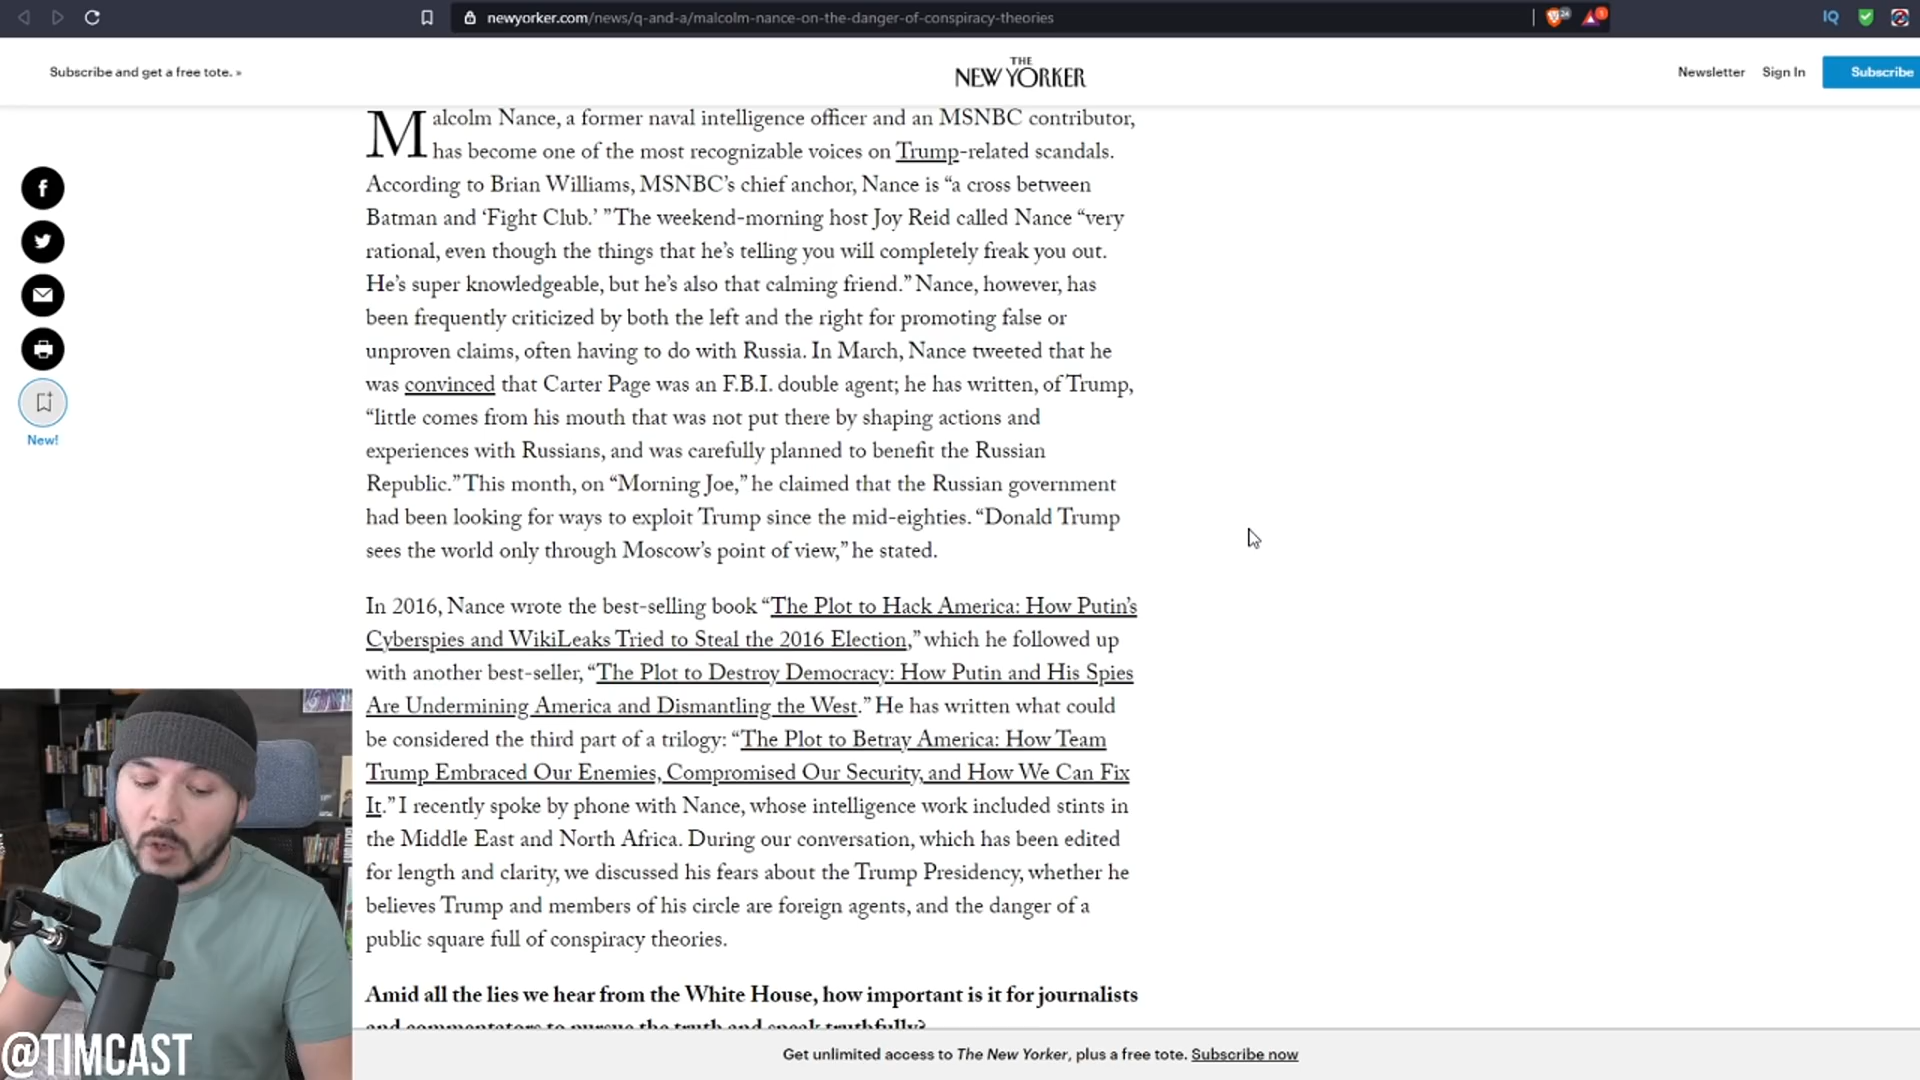 newyorker.com/news/q-and-a/malcolm-nance-on-the-danger-of-conspiracy-theories
24
1
IQ
Subscribe and get a free tote. »
THE
NEW YORKER
Newsletter
Sign In
Subscribe
Malcolm Nance, a former naval intelligence officer and an MSNBC contributor,
has become one of the most recognizable voices on Trump-related scandals.
According to Brian Williams, MSNBC’s chief anchor, Nance is “a cross between
Batman and ‘Fight Club.’ ” The weekend-morning host Joy Reid called Nance “very
rational, even though the things that he’s telling you will completely freak you out.
He’s super knowledgeable, but he’s also that calming friend.” Nance, however, has
been frequently criticized by both the left and the right for promoting false or
unproven claims, often having to do with Russia. In March, Nance tweeted that he
was convinced that Carter Page was an F.B.I. double agent; he has written, of Trump,
“little comes from his mouth that was not put there by shaping actions and
experiences with Russians, and was carefully planned to benefit the Russian
Republic.” This month, on “Morning Joe,” he claimed that the Russian government
had been looking for ways to exploit Trump since the mid-eighties. “Donald Trump
sees the world only through Moscow’s point of view,” he stated.
New!
In 2016, Nance wrote the best-selling book “The Plot to Hack America: How Putin’s
Cyberspies and WikiLeaks Tried to Steal the 2016 Election,” which he followed up
with another best-seller, “The Plot to Destroy Democracy: How Putin and His Spies
Are Undermining America and Dismantling the West.” He has written what could
be considered the third part of a trilogy: “The Plot to Betray America: How Team
Trump Embraced Our Enemies, Compromised Our Security, and How We Can Fix
It.” I recently spoke by phone with Nance, whose intelligence work included stints in
the Middle East and North Africa. During our conversation, which has been edited
for length and clarity, we discussed his fears about the Trump Presidency, whether he
believes Trump and members of his circle are foreign agents, and the danger of a
public square full of conspiracy theories.
Amid all the lies we hear from the White House, how important is it for journalists
and commentators to pursue the truth and speak truthfully?
@TIMCAST
Get unlimited access to The New Yorker, plus a free tote. Subscribe now